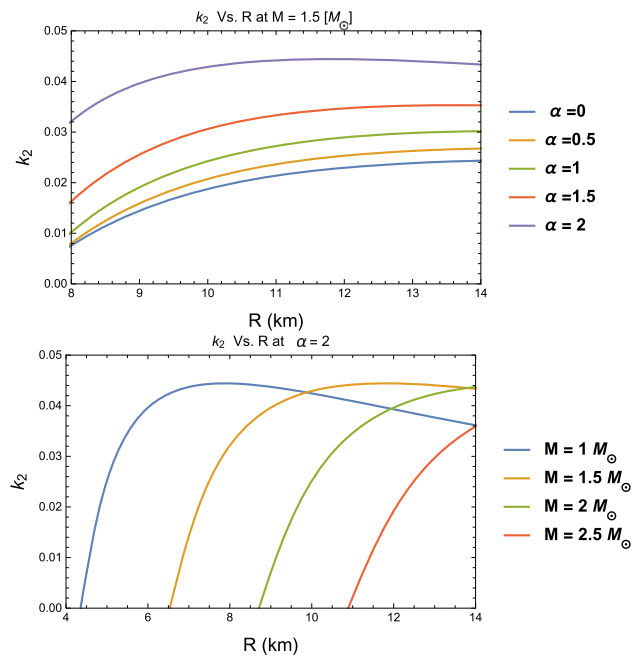 k₂ Vs. R at M = 1.5 [M☉]
0.05
0.04
0.03
0.02
0.01
0.00
k₂
8 9 10 11 12 13 14
R (km)
α =0
α =0.5
α =1
α =1.5
α = 2
k₂ Vs. R at α = 2
0.05
0.04
0.03
0.02
0.01
0.00
k₂
4 6 8 10 12 14
R (km)
M = 1 M☉
M = 1.5 M☉
M = 2 M☉
M = 2.5 M☉